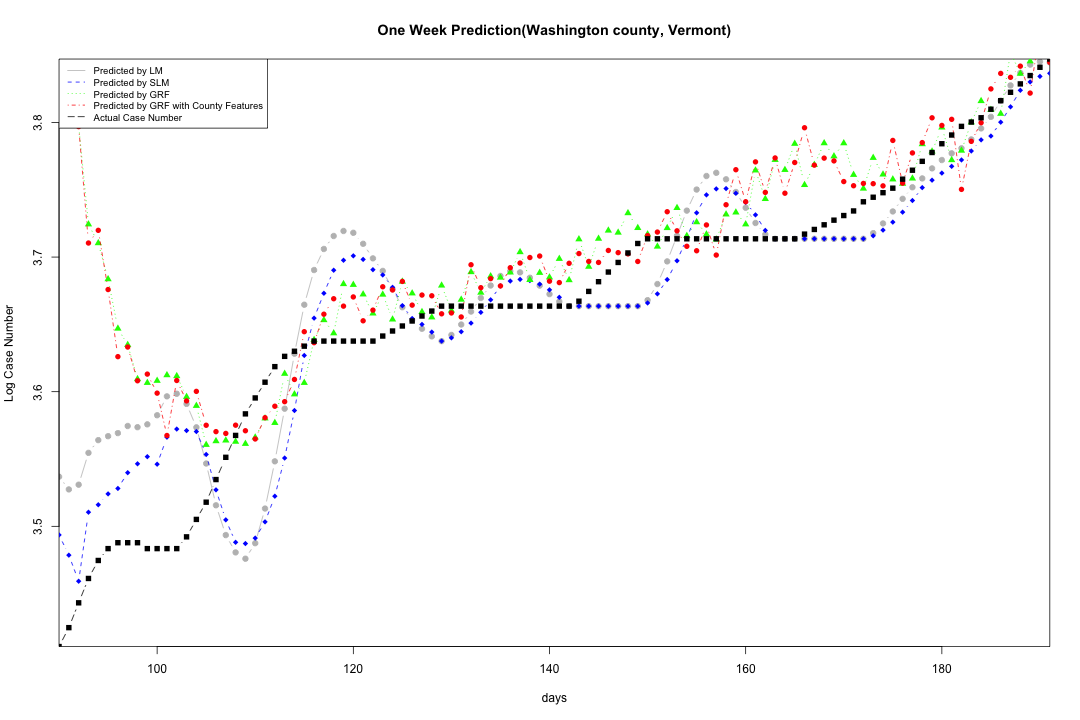 One Week Prediction(Washington county, Vermont)
Predicted by LM
Predicted by SLM
Predicted by GRF
Predicted by GRF with County Features
Actual Case Number
3.8
3.7
3.6
3.5
Log Case Number
100 120 140 160 180
days